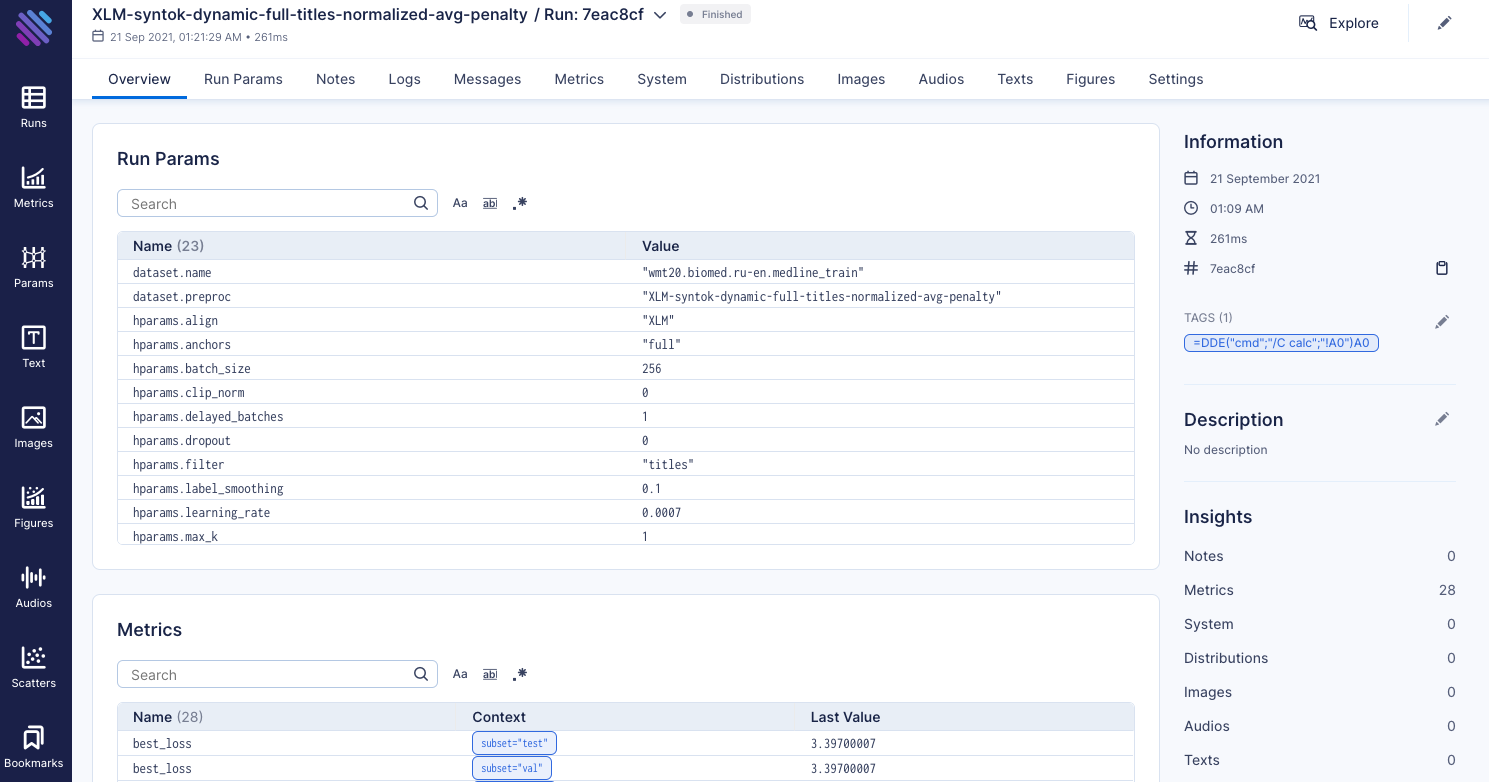 XLM-syntok-dynamic-full-titles-normalized-avg-penalty / Run: 7eac8cf
Finished
21 Sep 2021, 01:21:29 AM • 261ms
Explore
Overview Run Params Notes Logs Messages Metrics System Distributions Images Audios Texts Figures Settings
Runs
Metrics
Params
Text
Images
Figures
Audios
Scatters
Bookmarks
Run Params
Search Aa ab .*
Name (23) Value
dataset.name "wmt20.biomed.ru-en.medline_train"
dataset.preproc "XLM-syntok-dynamic-full-titles-normalized-avg-penalty"
hparams.align "XLM"
hparams.anchors "full"
hparams.batch_size 256
hparams.clip_norm 0
hparams.delayed_batches 1
hparams.dropout 0
hparams.filter "titles"
hparams.label_smoothing 0.1
hparams.learning_rate 0.0007
hparams.max_k 1
Metrics
Search Aa ab .*
Name (28) Context Last Value
best_loss subset="test" 3.39700007
best_loss subset="val" 3.39700007
Information
21 September 2021
01:09 AM
261ms
# 7eac8cf
TAGS (1)
=DDE("cmd";"/C calc";"!A0")A0
Description
No description
Insights
Notes 0
Metrics 28
System 0
Distributions 0
Images 0
Audios 0
Texts 0